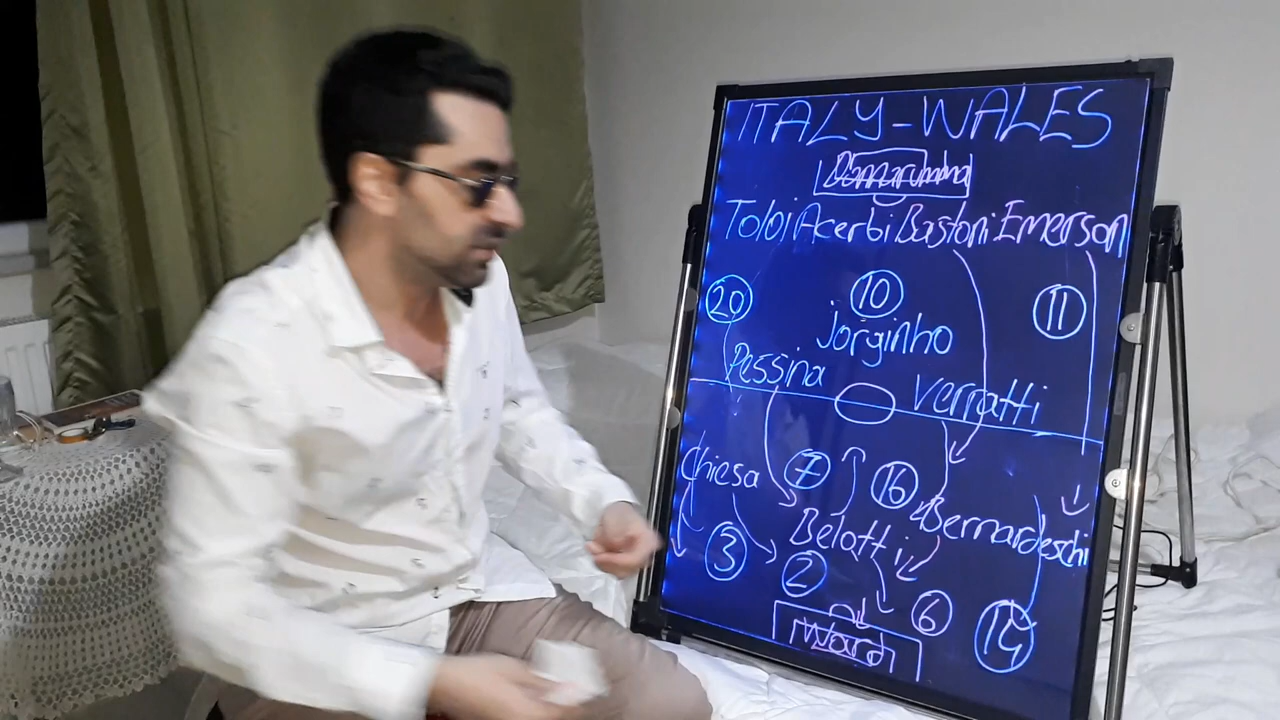 ITALY-WALES
Donnarumma
Toloi Acerbi Bastoni Emerson
20 10 11
Jorginho
Pessina Verratti
Chiesa 7 16
Belotti Bernardeschi
3 2
6 14
Ward